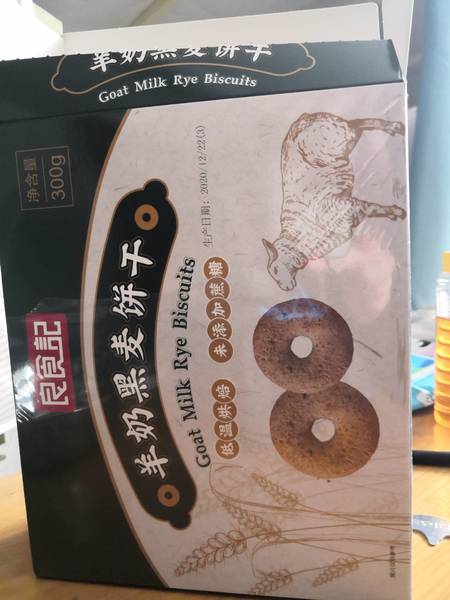 羊奶黑麦饼干
Goat Milk Rye Biscuits
良食記
羊奶黑麦饼干
Goat Milk Rye Biscuits
低温烘焙 未添加蔗糖
生产日期：2020/12/22(3)
净含量
300g